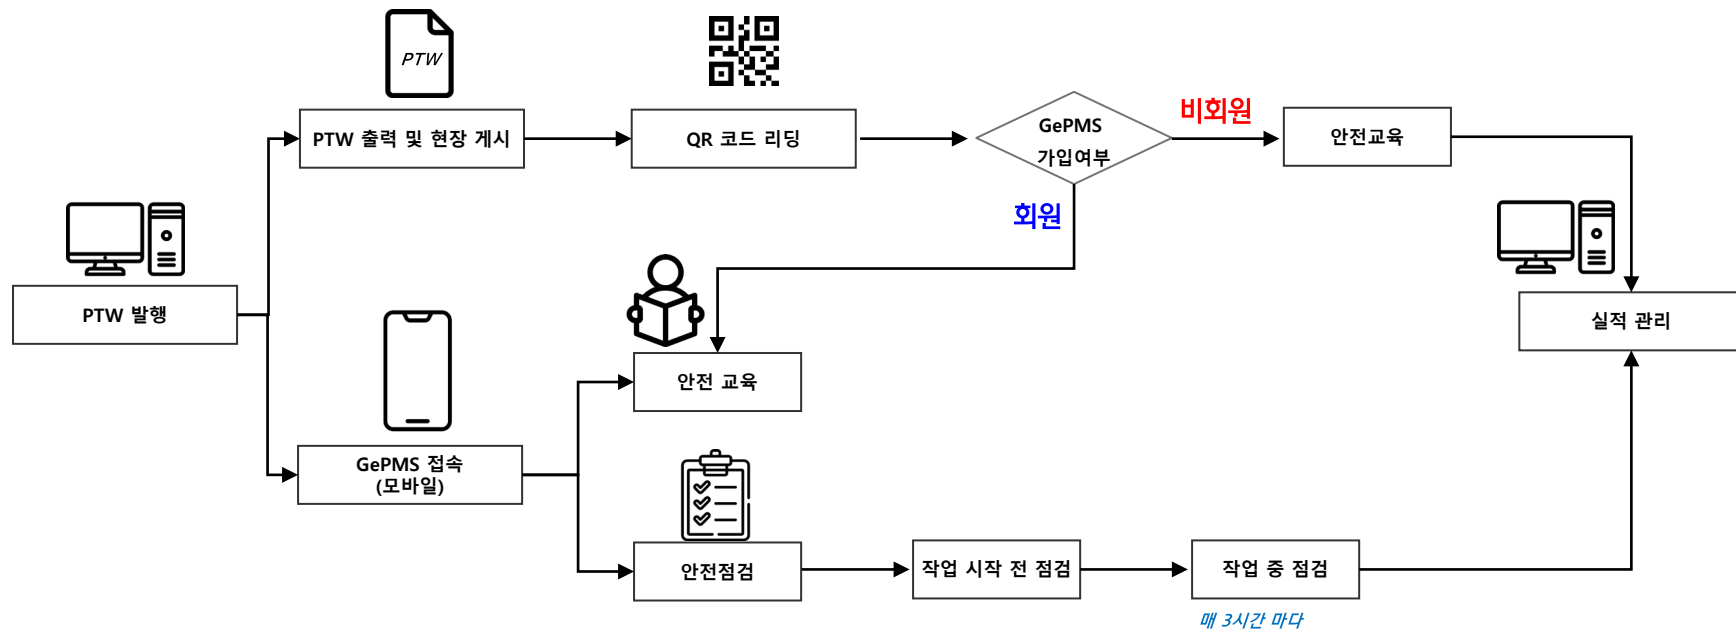 PTW
PTW 출력 및 현장 게시
QR 코드 리딩
GePMS
가입여부
비회원
안전교육
회원
PTW 발행
실적 관리
안전 교육
GePMS 접속
(모바일)
안전점검
작업 시작 전 점검
작업 중 점검
매 3시간 마다